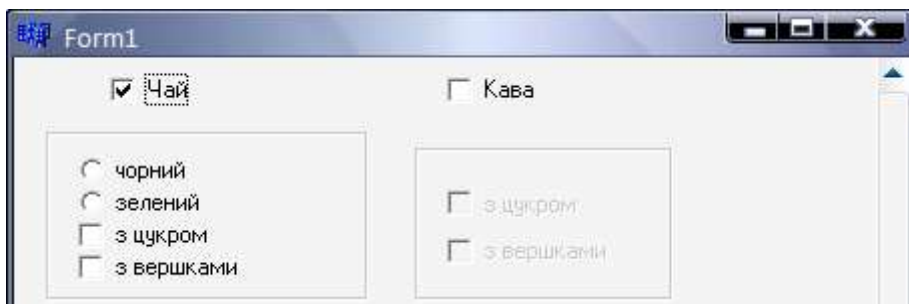 Form1
Чай
Кава
чорний
зелений
з цукром
з вершками
з цукром
з вершками